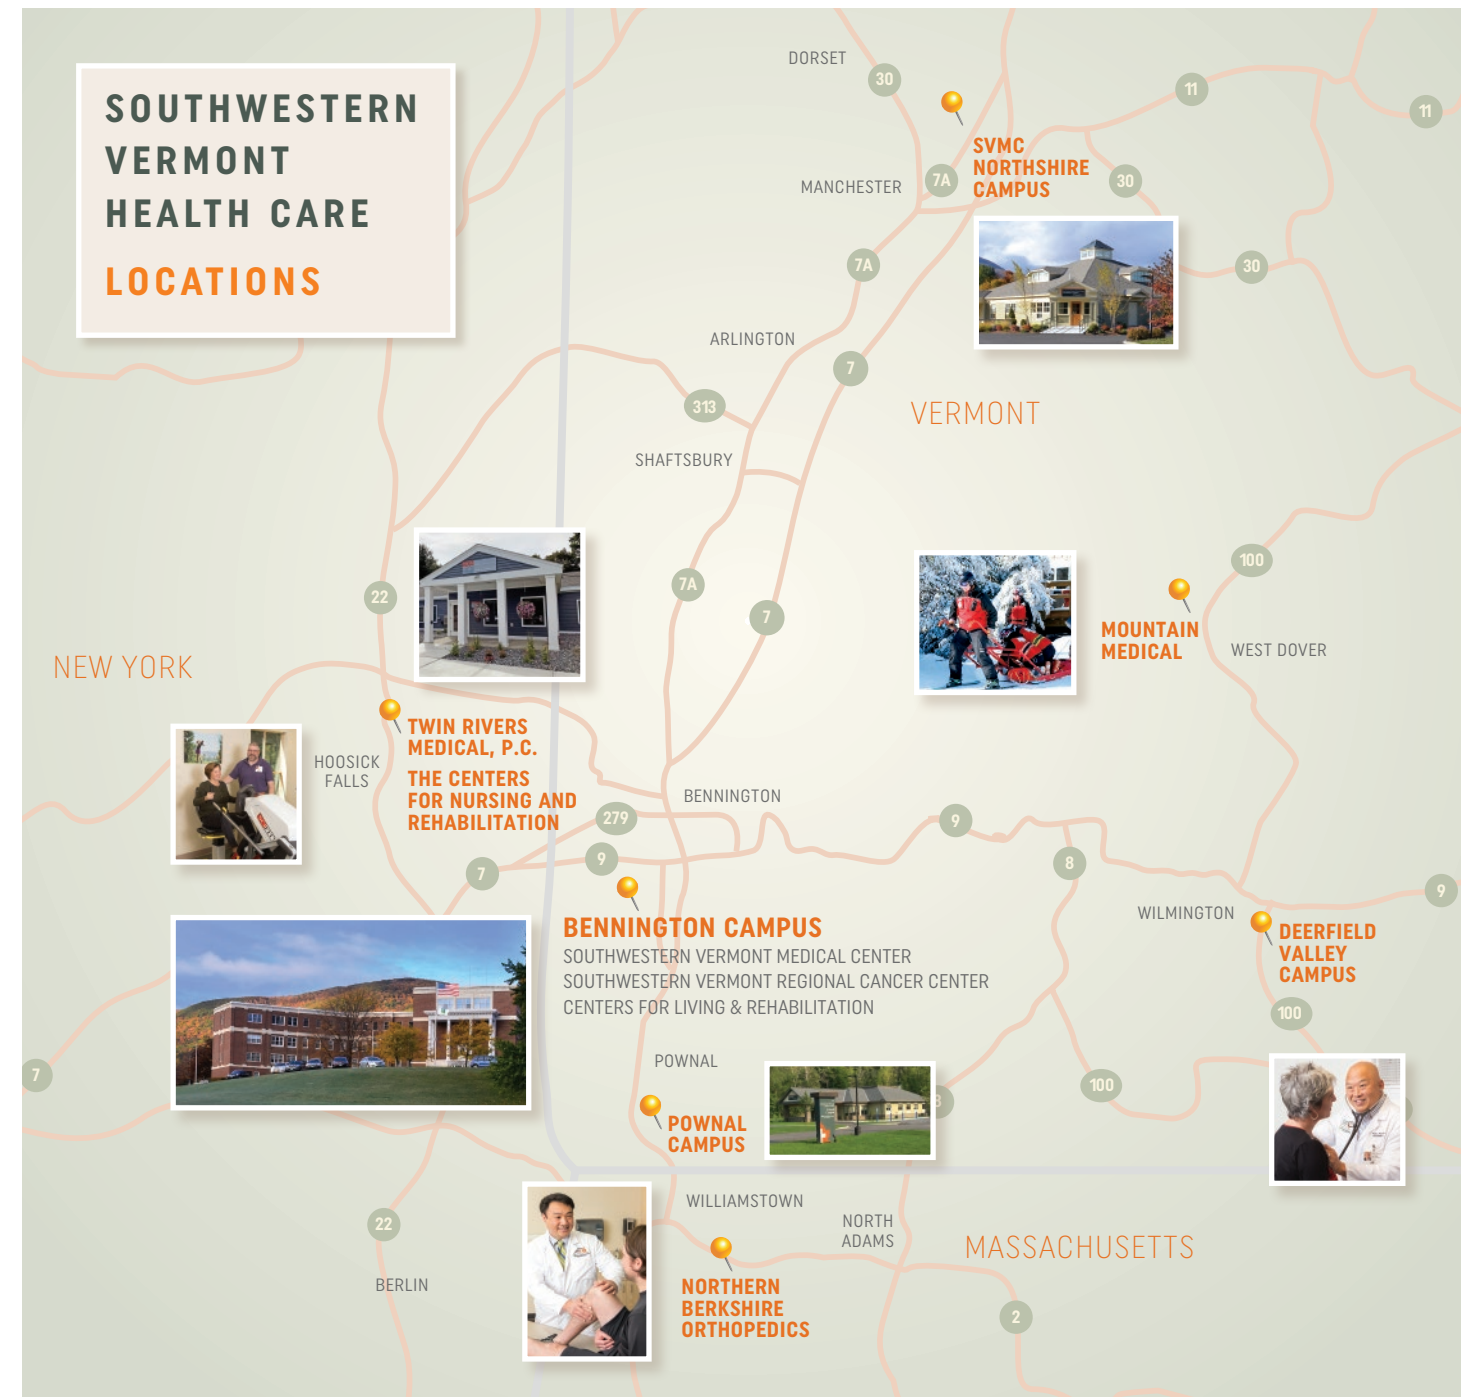 SOUTHWESTERN
VERMONT
HEALTH CARE
LOCATIONS
DORSET
30
11
11
SVMC
NORTHSHIRE
CAMPUS
MANCHESTER
7A
30
7A
30
ARLINGTON
7
313
VERMONT
SHAFTSBURY
22
7A
7
100
MOUNTAIN
MEDICAL
WEST DOVER
NEW YORK
TWIN RIVERS
MEDICAL, P.C.
THE CENTERS
FOR NURSING AND
REHABILITATION
HOOSICK
FALLS
BENNINGTON
279
9
9
7
8
9
BENNINGTON CAMPUS
SOUTHWESTERN VERMONT MEDICAL CENTER
SOUTHWESTERN VERMONT REGIONAL CANCER CENTER
CENTERS FOR LIVING & REHABILITATION
WILMINGTON
DEERFIELD
VALLEY
CAMPUS
100
7
POWNAL
100
POWNAL
CAMPUS
WILLIAMSTOWN
22
NORTH
ADAMS
MASSACHUSETTS
BERLIN
NORTHERN
BERKSHIRE
ORTHOPEDICS
2